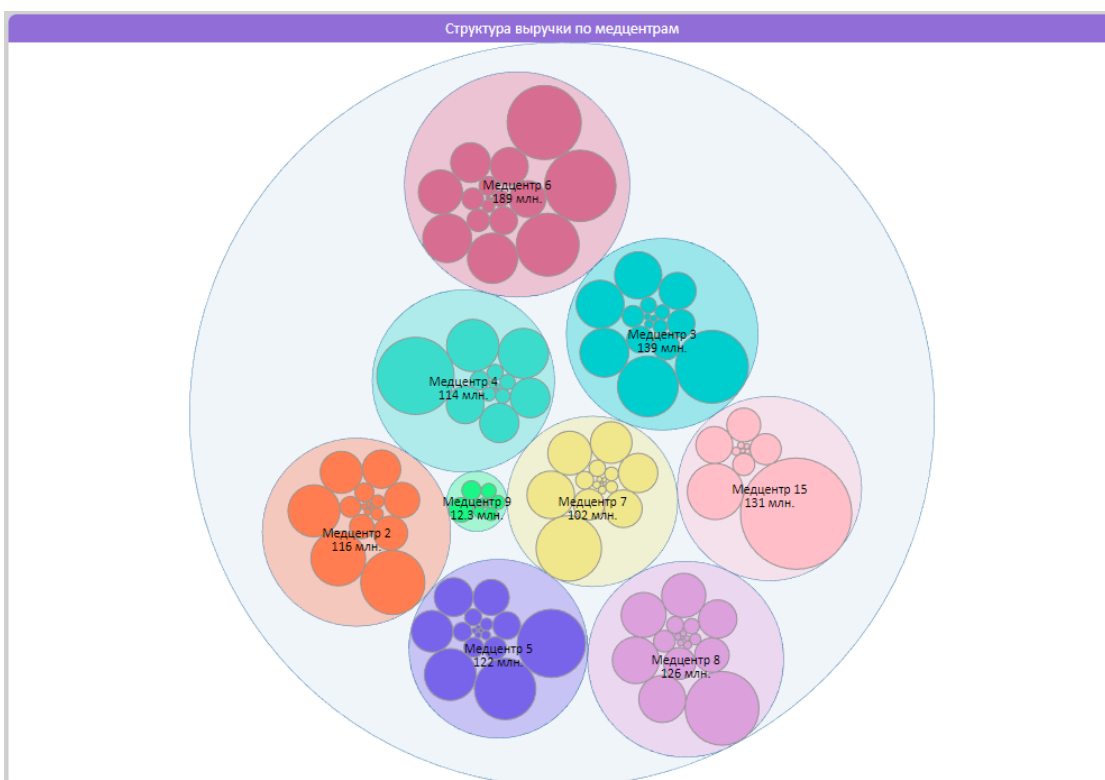 Структура выручки по медцентрам
Медцентр 6
189 млн.
Медцентр 3
139 млн.
Медцентр 4
114 млн.
Медцентр 15
131 млн.
Медцентр 9
12,3 млн.
Медцентр 7
102 млн.
Медцентр 2
116 млн.
Медцентр 5
122 млн.
Медцентр 8
126 млн.